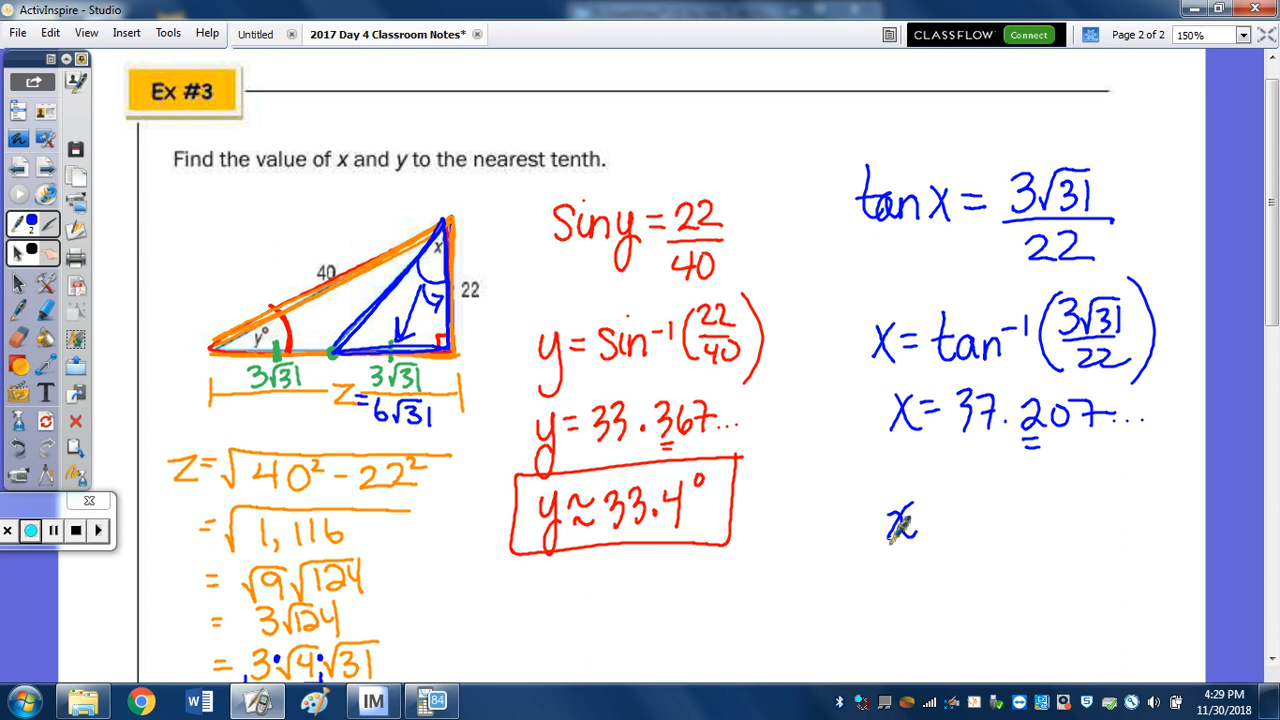 ActivInspire - Studio
File Edit View Insert Tools Help
Untitled
2017 Day 4 Classroom Notes*
CLASSFLOW Connect
Page 2 of 2
150%
Ex #3
Find the value of x and y to the nearest tenth.
40
x
22
y°
3√31 3√31
z = 6√31
z = √40² - 22²
= √1,116
= √9 √124
= 3√124
= 3 · √4 · √31
sin y = 22/40
y = sin⁻¹(22/40)
y = 33.367...
y ≈ 33.4°
tan x = 3√31/22
x = tan⁻¹(3√31/22)
x = 37.207...
x
2
T
W
IM
84
4:29 PM
11/30/2018